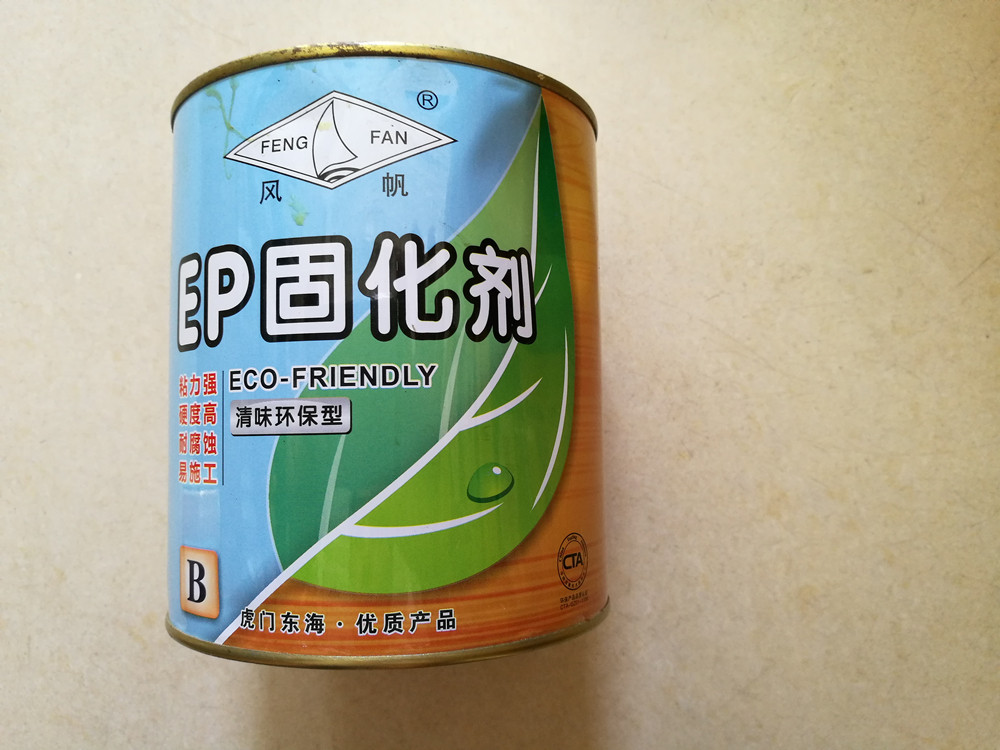 FENG FAN ®
风 帆
EP固化剂
ECO-FRIENDLY
清味环保型
粘力强
硬度高
耐腐蚀
易施工
B
CTA
虎门东海·优质产品